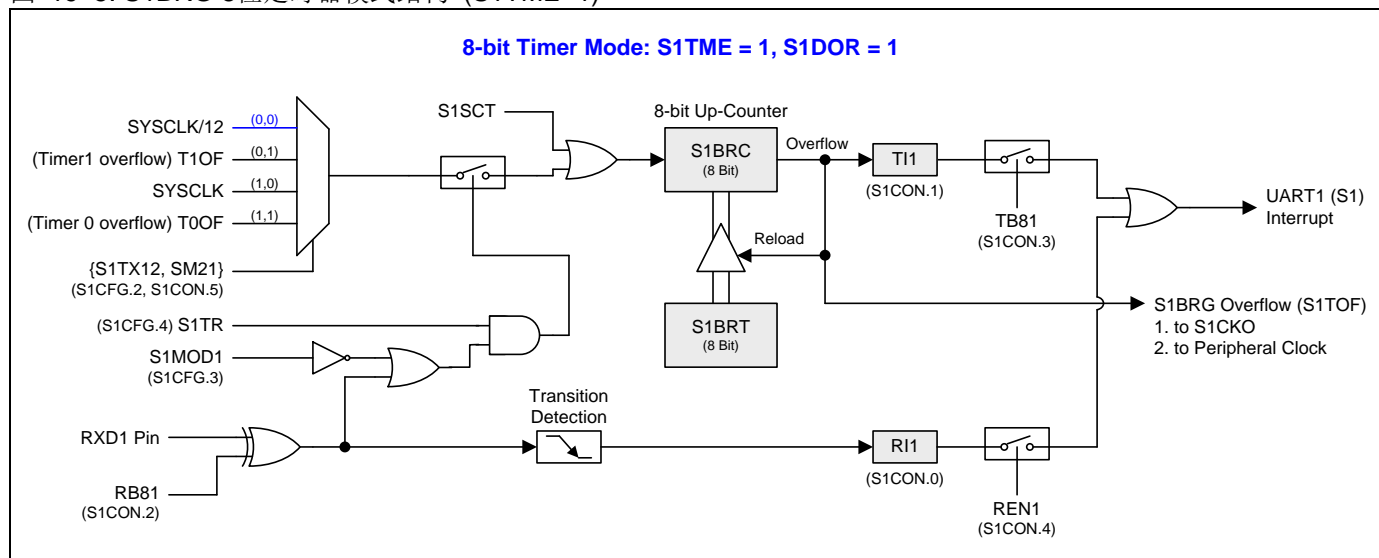 8-bit Timer Mode: S1TME = 1, S1DOR = 1
SYSCLK/12
(0,0)
(Timer1 overflow) T1OF
(0,1)
SYSCLK
(1,0)
(Timer 0 overflow) T0OF
(1,1)
{S1TX12, SM21}
(S1CFG.2, S1CON.5)
(S1CFG.4) S1TR
S1MOD1
(S1CFG.3)
RXD1 Pin
RB81
(S1CON.2)
S1SCT
8-bit Up-Counter
S1BRC
(8 Bit)
Overflow
Reload
S1BRT
(8 Bit)
Transition
Detection
TI1
(S1CON.1)
TB81
(S1CON.3)
RI1
(S1CON.0)
REN1
(S1CON.4)
UART1 (S1)
Interrupt
S1BRG Overflow (S1TOF)
1. to S1CKO
2. to Peripheral Clock